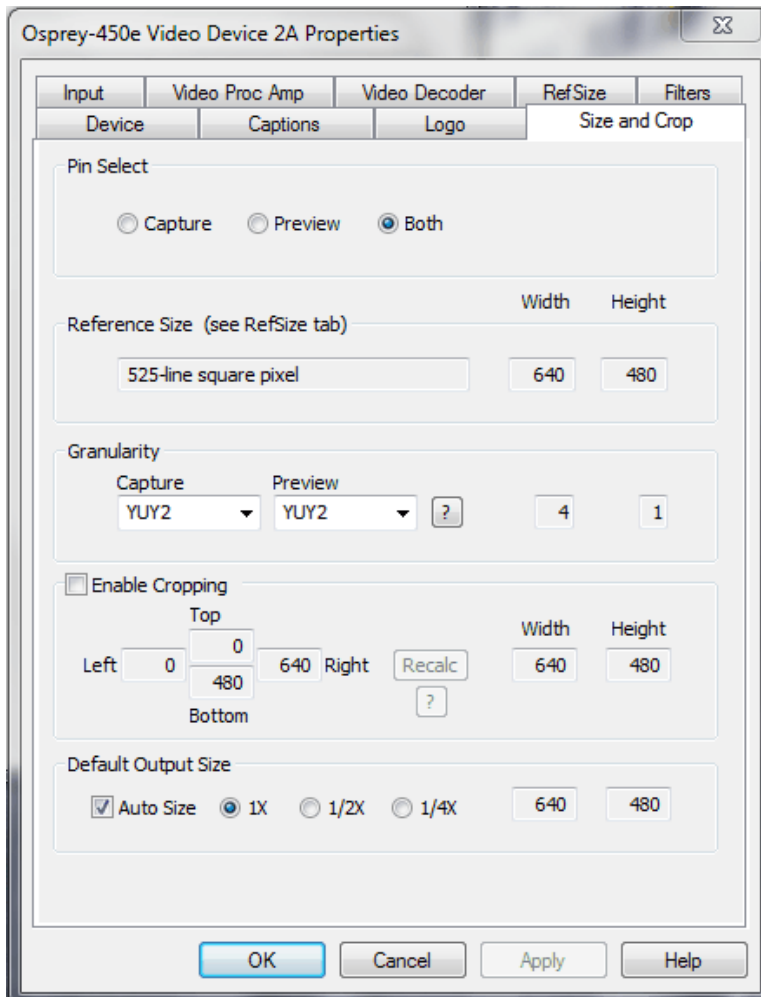 Osprey-450e Video Device 2A Properties
Input Video Proc Amp Video Decoder RefSize Filters
Device Captions Logo Size and Crop
Pin Select
Capture Preview Both
Width Height
Reference Size (see RefSize tab)
525-line square pixel 640 480
Granularity
Capture Preview
YUY2 YUY2 ? 4 1
Enable Cropping
Top
Width Height
0
Left 0 640 Right Recalc 640 480
480
?
Bottom
Default Output Size
Auto Size 1X 1/2X 1/4X 640 480
OK Cancel Apply Help